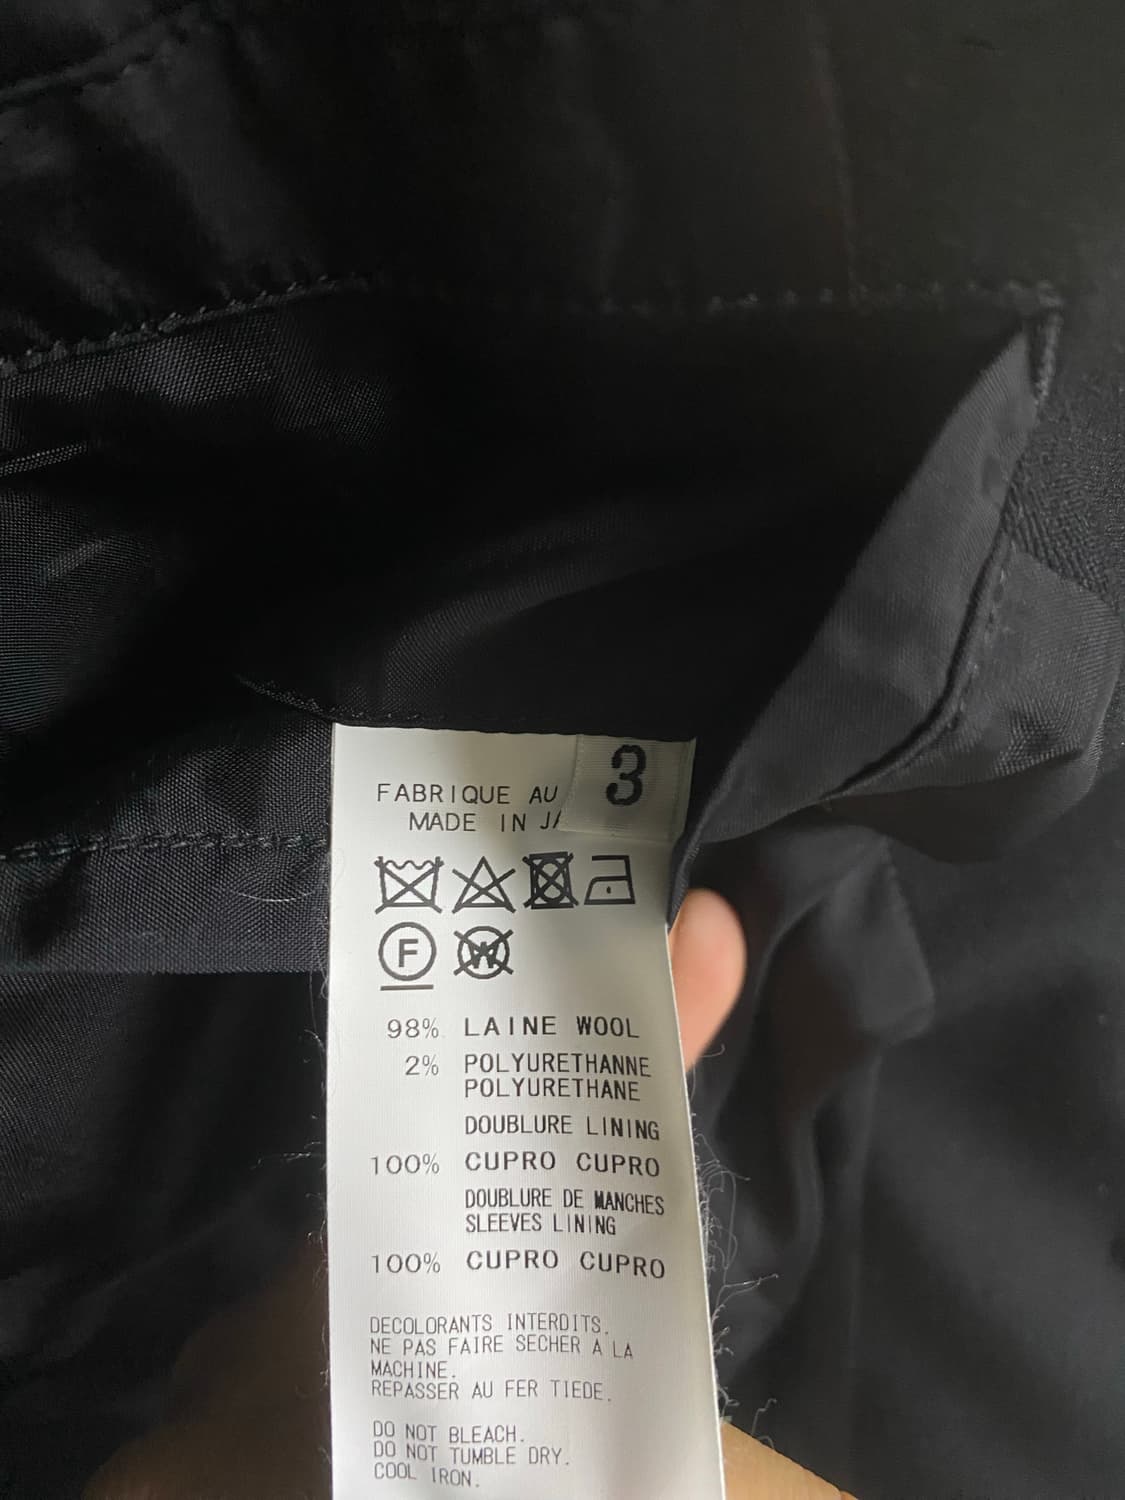 3
FABRIQUE AU
MADE IN
F
W
98% LAINE WOOL
2% POLYURETHANNE
POLYURETHANE
DOUBLURE LINING
100% CUPRO CUPRO
DOUBLURE DE MANCHES
SLEEVES LINING
100% CUPRO CUPRO
DECOLORANTS INTERDITS.
NE PAS FAIRE SECHER A LA
MACHINE.
REPASSER AU FER TIEDE.
DO NOT BLEACH.
DO NOT TUMBLE DRY.
COOL IRON.